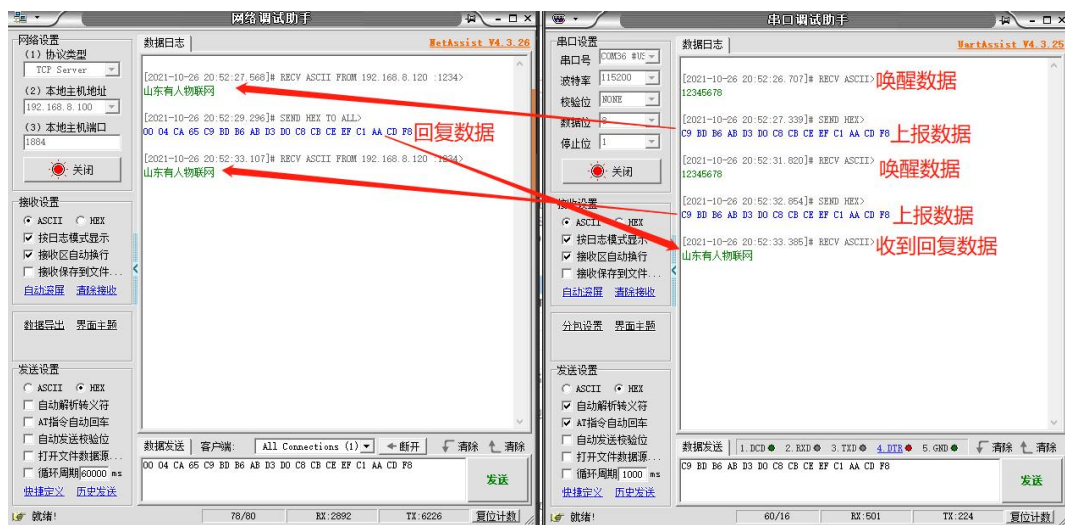 网络调试助手
网络设置
(1) 协议类型
TCP Server
(2) 本地主机地址
192.168.8.100
(3) 本地主机端口
1884
关闭
接收设置
ASCII HEX
按日志模式显示
接收区自动换行
接收保存到文件...
自动滚屏 清除接收
数据导出 界面主题
发送设置
ASCII HEX
自动解析转义符
AT指令自动回车
自动发送校验位
打开文件数据源...
循环周期 60000 ms
快捷定义 历史发送
数据日志
NetAssist V4.3.26
[2021-10-26 20:52:27.568]# RECV ASCII FROM 192.168.8.120 :1234>
山东有人物联网
[2021-10-26 20:52:29.296]# SEND HEX TO ALL>
00 04 CA 65 C9 BD B6 AB D3 D0 C8 CB CE EF C1 AA CD F8
回复数据
[2021-10-26 20:52:33.107]# RECV ASCII FROM 192.168.8.120 :1234>
山东有人物联网
数据发送 客户端: All Connections (1) 断开 清除 清除
00 04 CA 65 C9 BD B6 AB D3 D0 C8 CB CE EF C1 AA CD F8
发送
就绪! 78/80 RX:2892 TX:6226 复位计数
串口调试助手
串口设置
串口号 COM36 #US
波特率 115200
校验位 NONE
数据位 8
停止位 1
关闭
接收设置
ASCII HEX
按日志模式显示
接收区自动换行
接收保存到文件...
自动滚屏 清除接收
分包设置 界面主题
发送设置
ASCII HEX
自动解析转义符
AT指令自动回车
自动发送校验位
打开文件数据源...
循环周期 1000 ms
快捷定义 历史发送
数据日志
UartAssist V4.3.25
[2021-10-26 20:52:26.707]# RECV ASCII>
唤醒数据
12345678
[2021-10-26 20:52:27.339]# SEND HEX>
C9 BD B6 AB D3 D0 C8 CB CE EF C1 AA CD F8
上报数据
[2021-10-26 20:52:31.820]# RECV ASCII>
唤醒数据
12345678
[2021-10-26 20:52:32.854]# SEND HEX>
C9 BD B6 AB D3 D0 C8 CB CE EF C1 AA CD F8
上报数据
[2021-10-26 20:52:33.385]# RECV ASCII>
收到回复数据
山东有人物联网
数据发送 1.DCD 2.RXD 3.TXD 4.DTR 5.GND 清除 清除
C9 BD B6 AB D3 D0 C8 CB CE EF C1 AA CD F8
发送
就绪! 60/16 RX:501 TX:224 复位计数